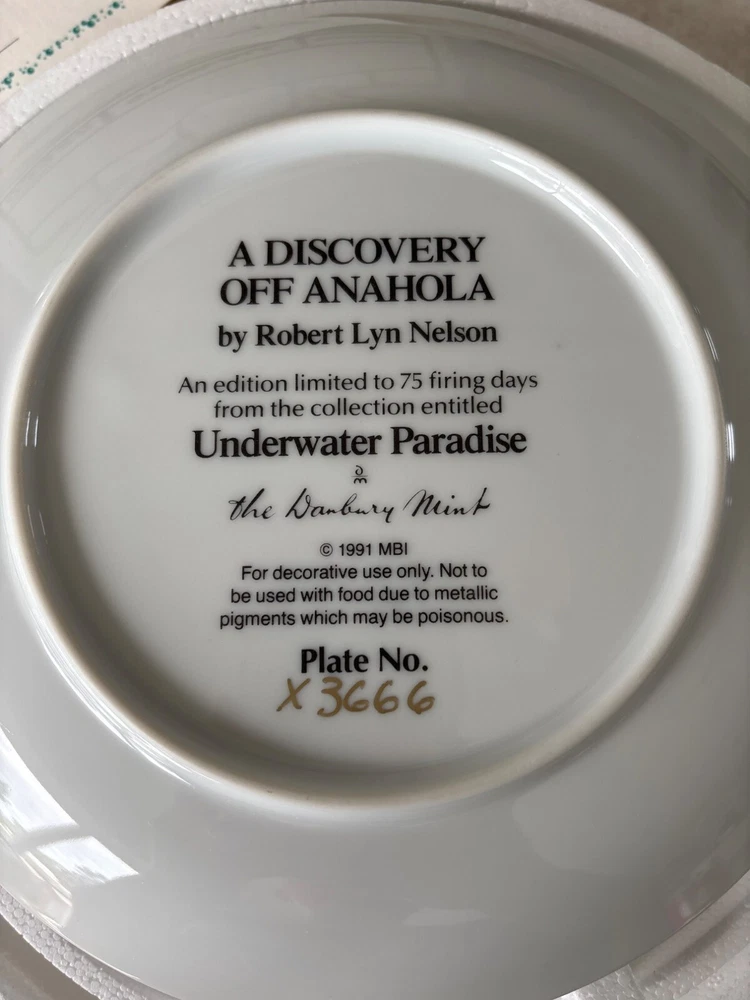 A DISCOVERY
OFF ANAHOLA
by Robert Lyn Nelson
An edition limited to 75 firing days
from the collection entitled
Underwater Paradise
the Danbury Mint
© 1991 MBI
For decorative use only. Not to
be used with food due to metallic
pigments which may be poisonous.
Plate No.
X3666